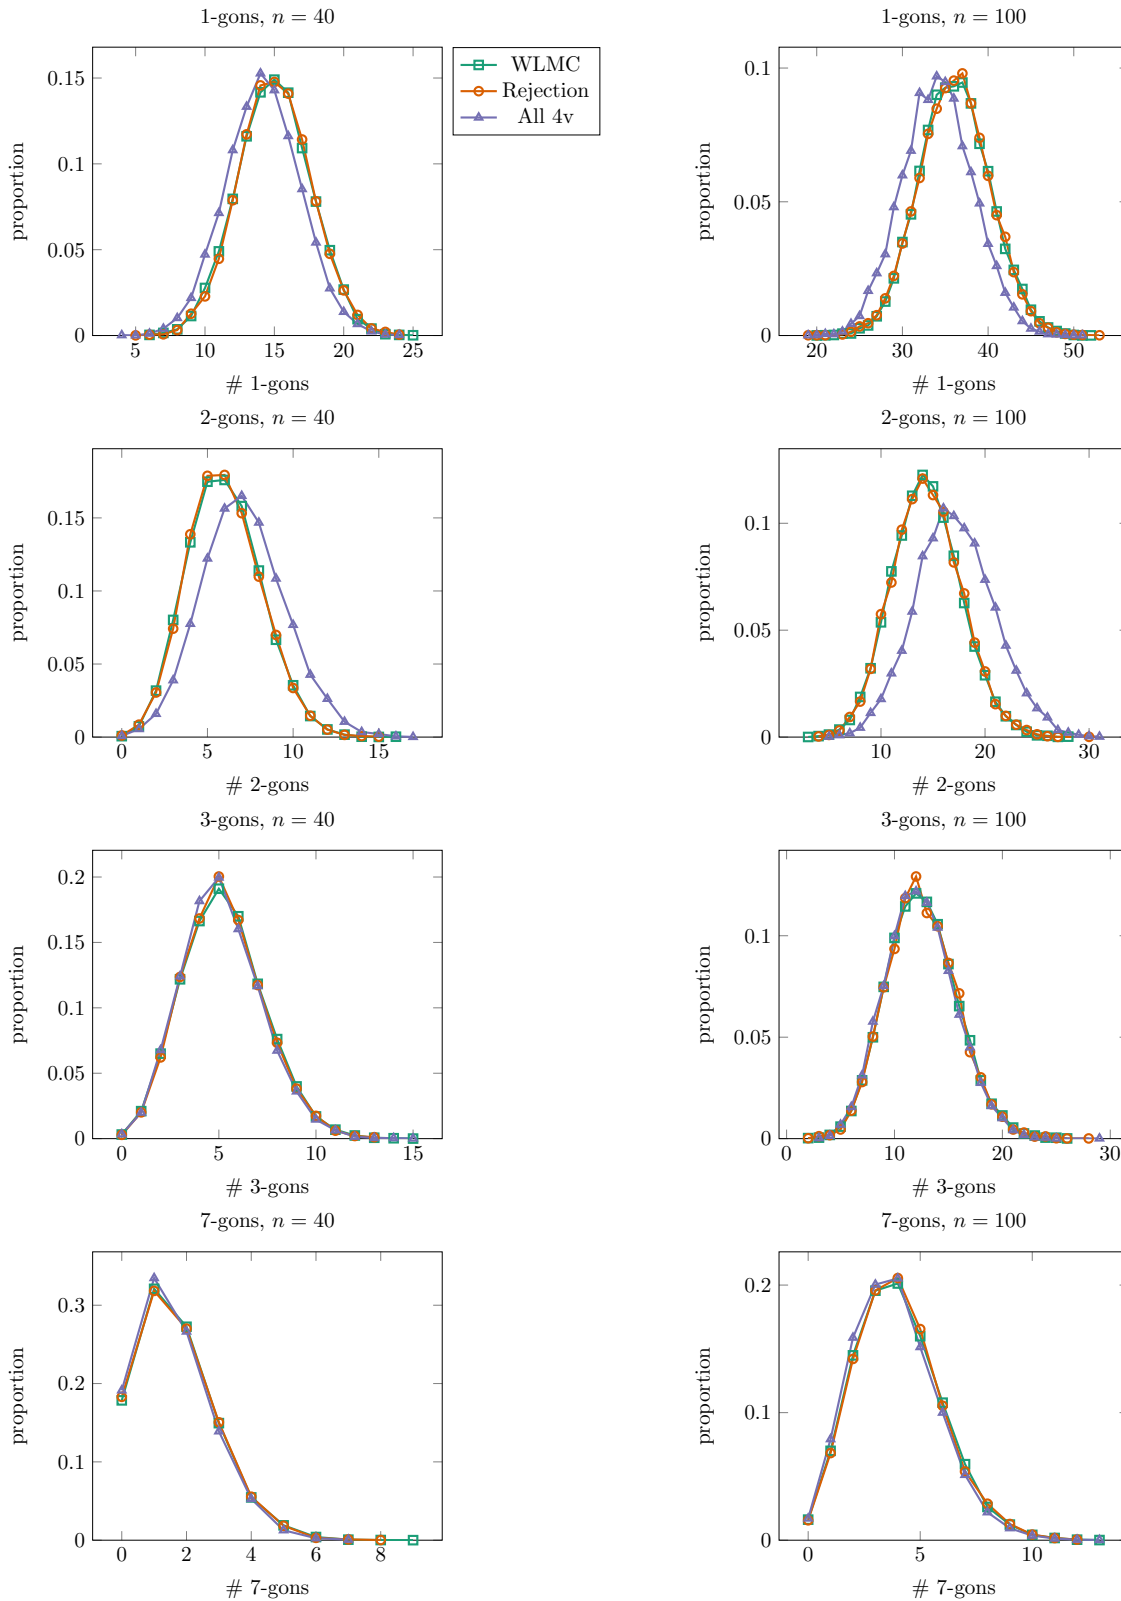 1-gons, n = 40
proportion
0.15
0.1
0.05
0
5 10 15 20 25
# 1-gons
WLMC
Rejection
All 4v
1-gons, n = 100
proportion
0.1
0.05
0
20 30 40 50
# 1-gons
2-gons, n = 40
proportion
0.15
0.1
0.05
0
0 5 10 15
# 2-gons
2-gons, n = 100
proportion
0.1
0.05
0
10 20 30
# 2-gons
3-gons, n = 40
proportion
0.2
0.15
0.1
0.05
0
0 5 10 15
# 3-gons
3-gons, n = 100
proportion
0.1
0.05
0
0 10 20 30
# 3-gons
7-gons, n = 40
proportion
0.3
0.2
0.1
0
0 2 4 6 8
# 7-gons
7-gons, n = 100
proportion
0.2
0.1
0
0 5 10
# 7-gons